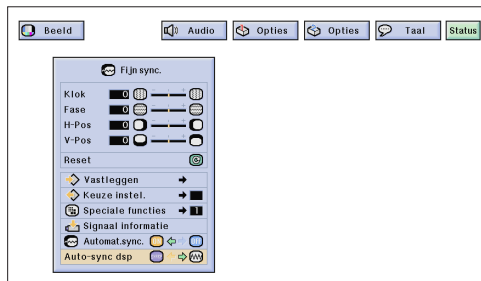 Beeld Audio Opties Opties Taal Status
Fijn sync.
Klok 0
Fase 0
H-Pos 0
V-Pos 0
Reset
Vastleggen
Keuze instel.
Speciale functies 1
Signaal informatie
Automat.sync.
Auto-sync dsp